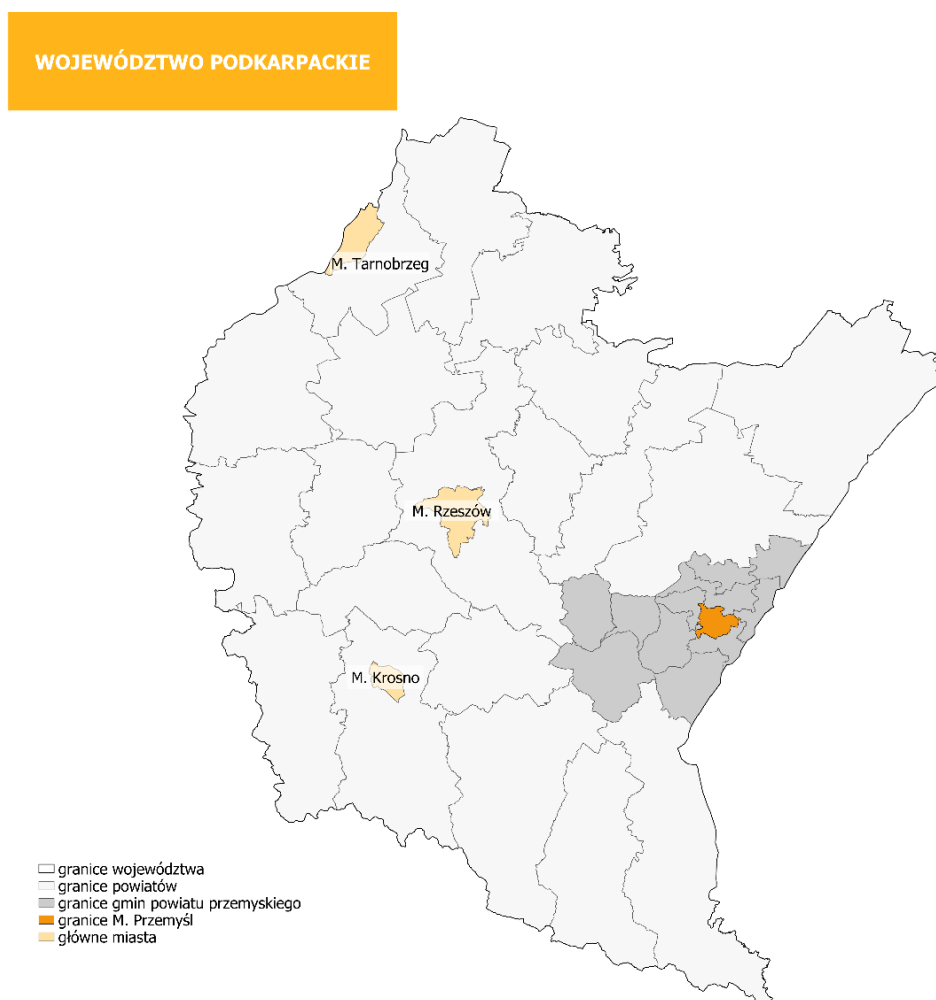 WOJEWÓDZTWO PODKARPACKIE
M. Tarnobrzeg
M. Rzeszów
M. Krosno
granice województwa
granice powiatów
granice gmin powiatu przemyskiego
granice M. Przemyśl
główne miasta